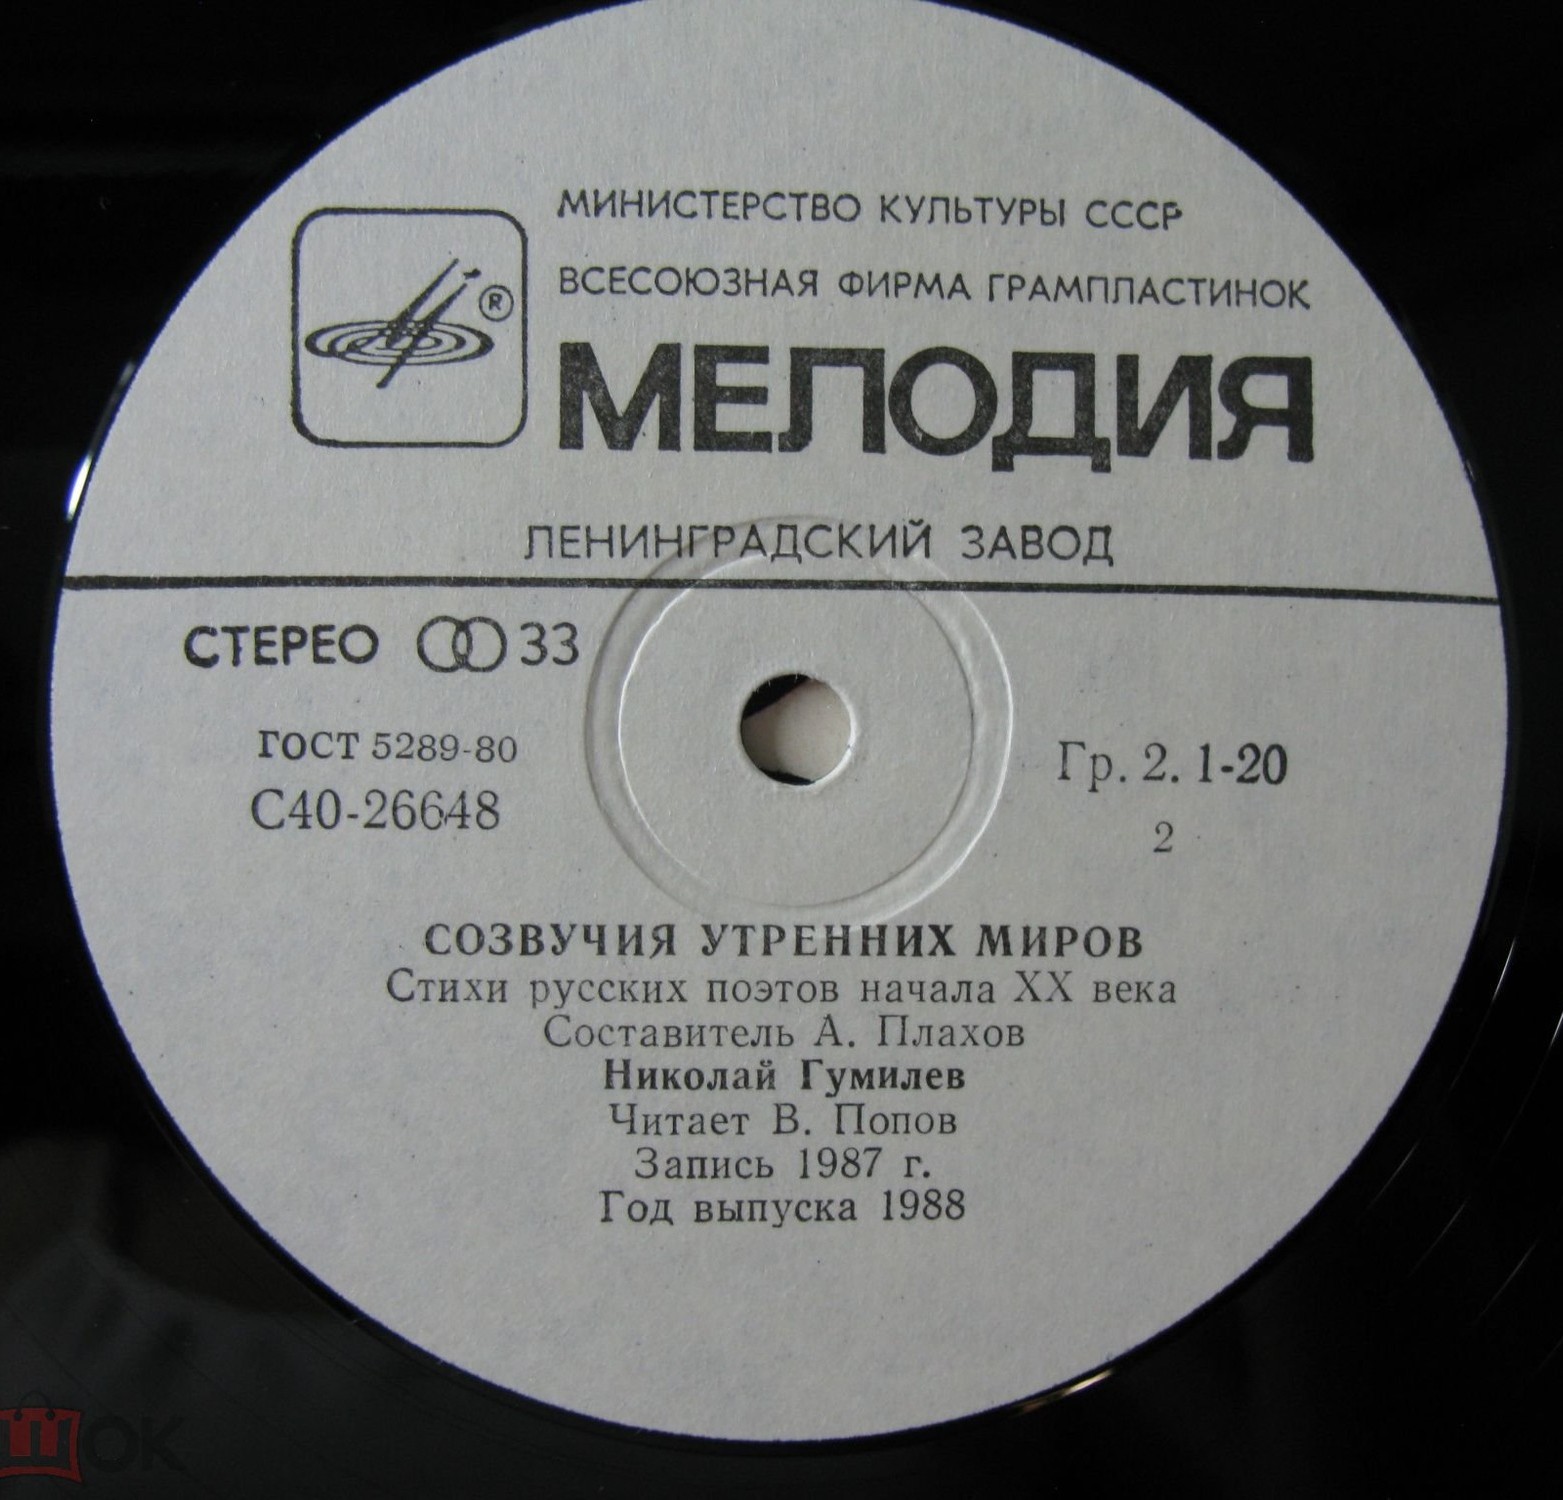 МИНИСТЕРСТВО КУЛЬТУРЫ СССР
ВСЕСОЮЗНАЯ ФИРМА ГРАМПЛАСТИНОК
®
МЕЛОДИЯ
ЛЕНИНГРАДСКИЙ ЗАВОД
СТЕРЕО 33
ГОСТ 5289-80
С40-26648
Гр. 2. 1-20
2
СОЗВУЧИЯ УТРЕННИХ МИРОВ
Стихи русских поэтов начала XX века
Составитель А. Плахов
Николай Гумилев
Читает В. Попов
Запись 1987 г.
Год выпуска 1988
ШОК